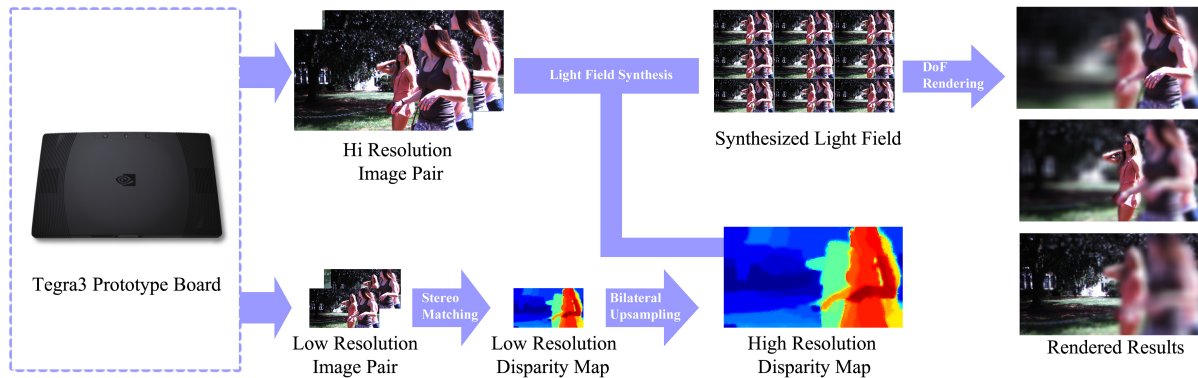 Hi Resolution
Image Pair
Light Field Synthesis
Synthesized Light Field
DoF
Rendering
Tegra3 Prototype Board
Low Resolution
Image Pair
Stereo
Matching
Low Resolution
Disparity Map
Bilateral
Upsampling
High Resolution
Disparity Map
Rendered Results